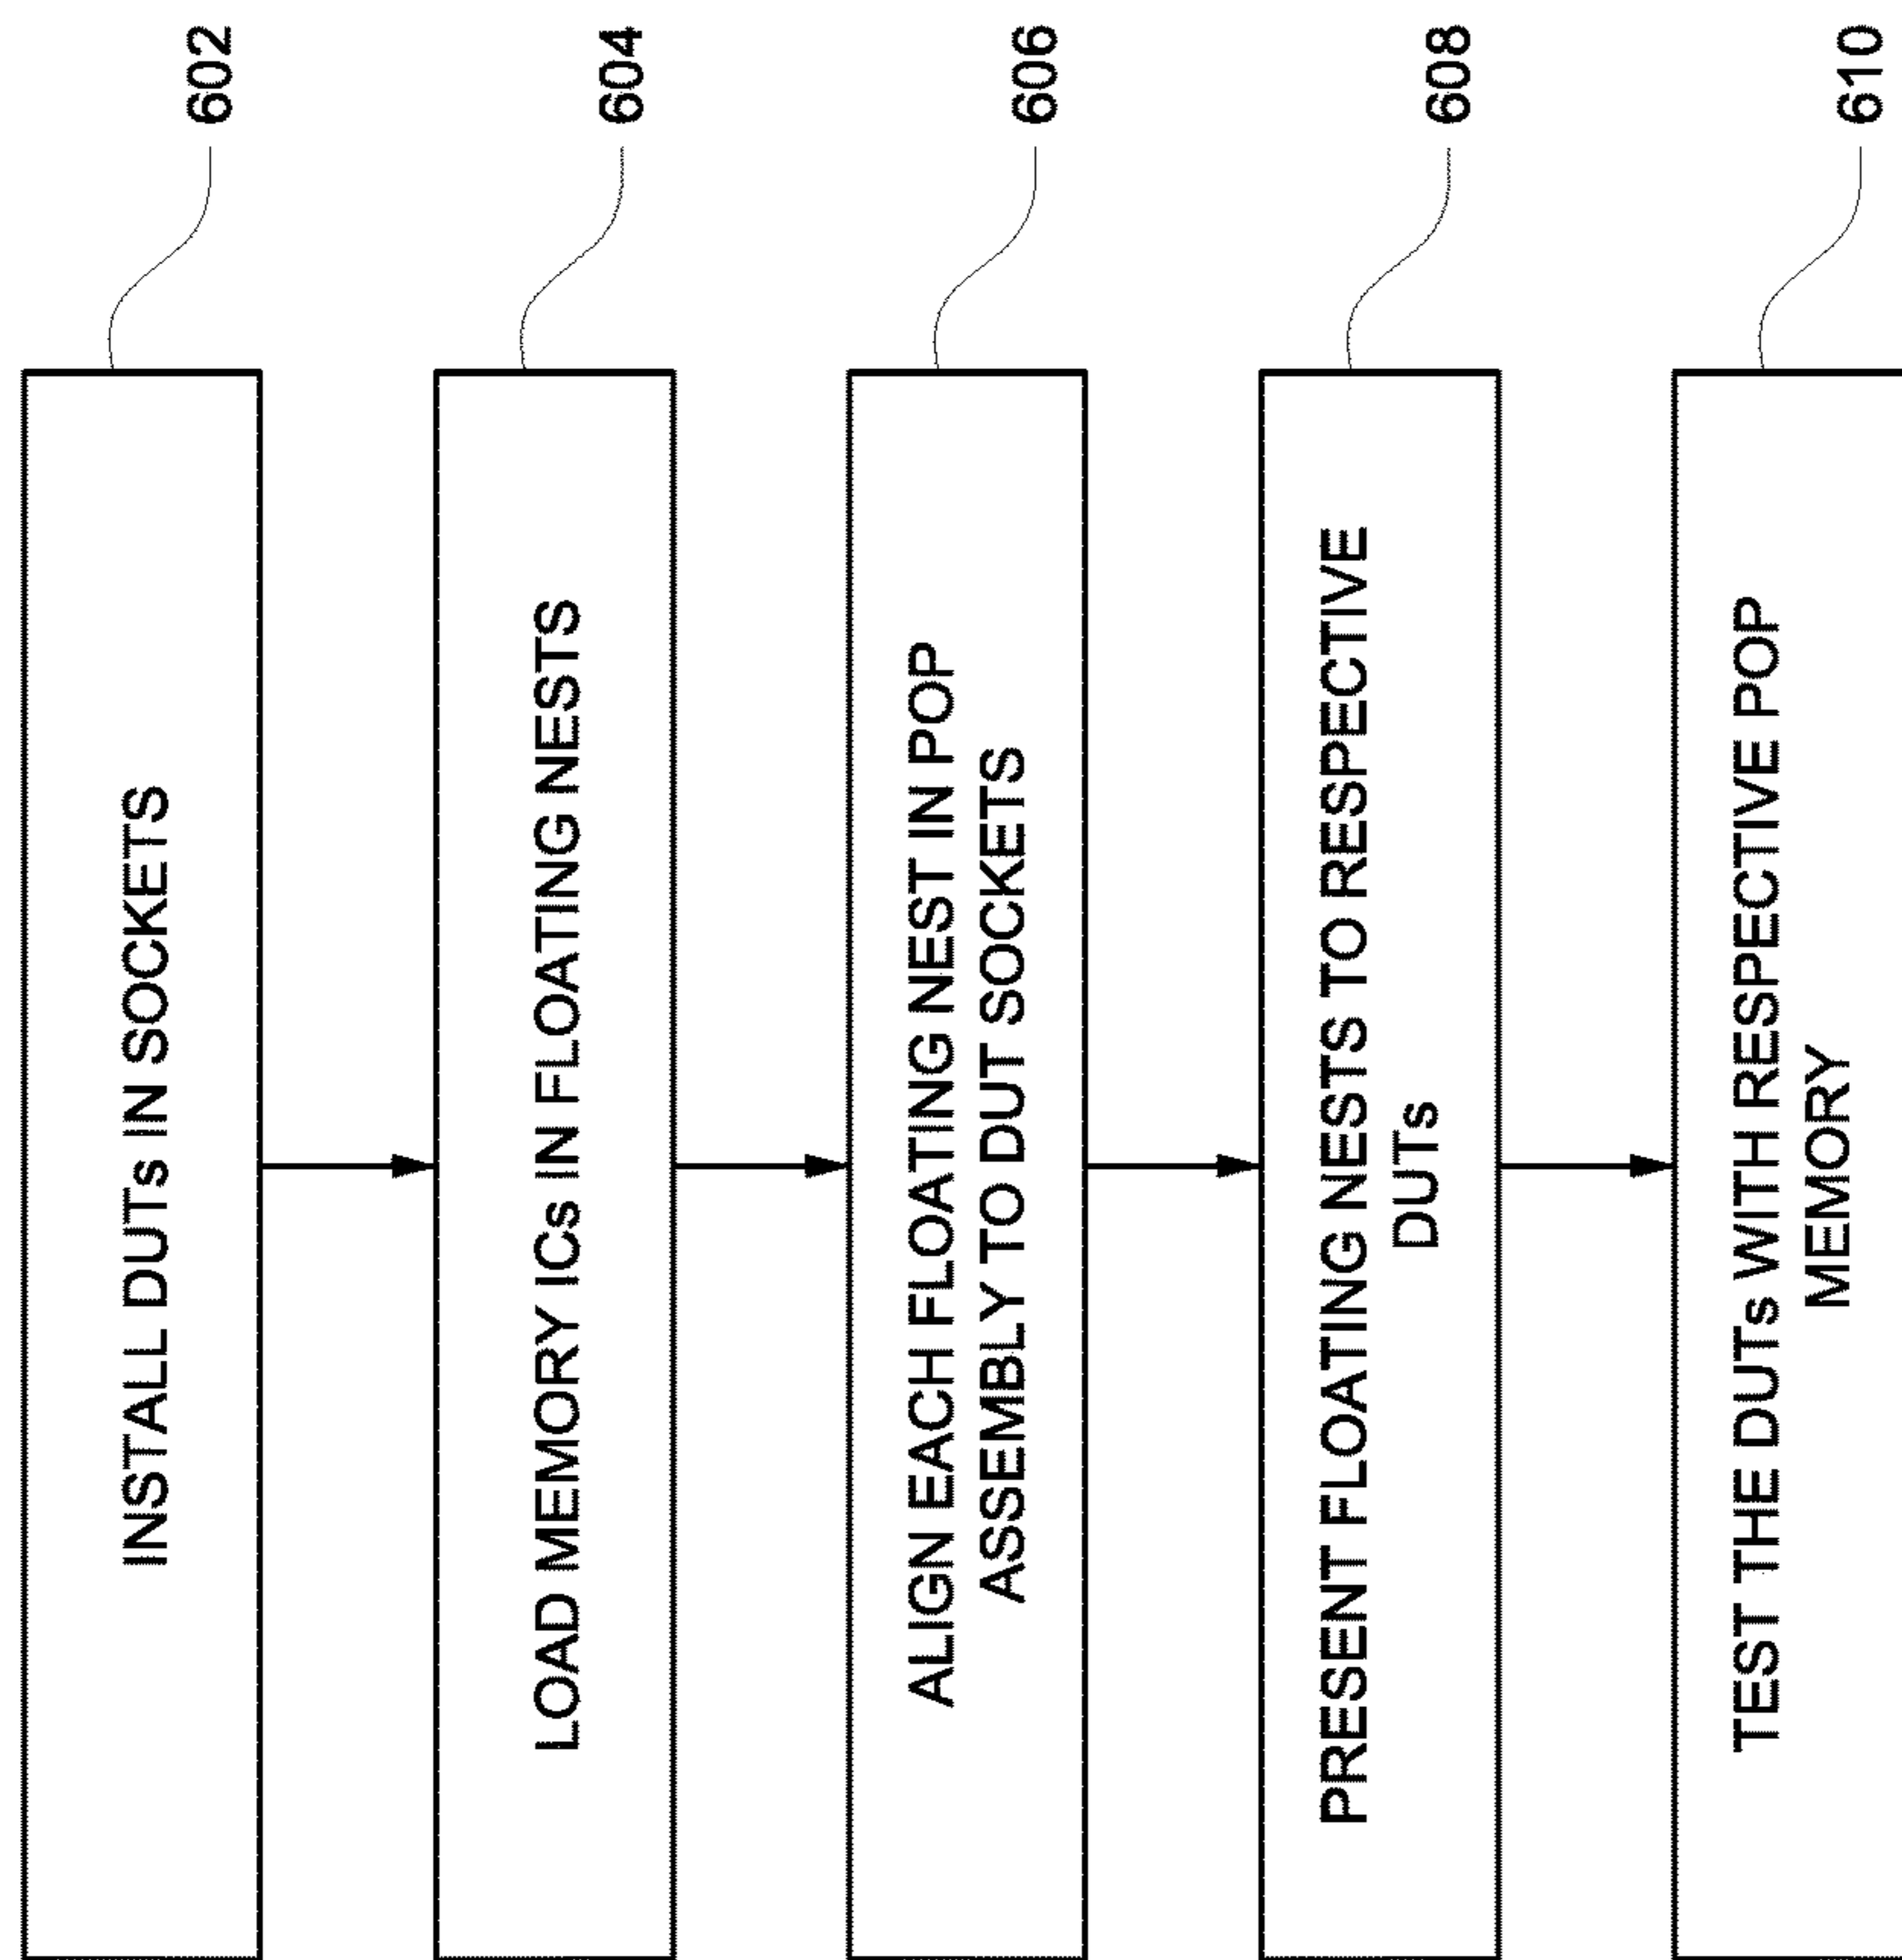 INSTALL DUTs IN SOCKETS
602
LOAD MEMORY ICs IN FLOATING NESTS
604
ALIGN EACH FLOATING NEST IN POP
ASSEMBLY TO DUT SOCKETS
606
PRESENT FLOATING NESTS TO RESPECTIVE
DUTs
608
TEST THE DUTs WITH RESPECTIVE POP
MEMORY
610